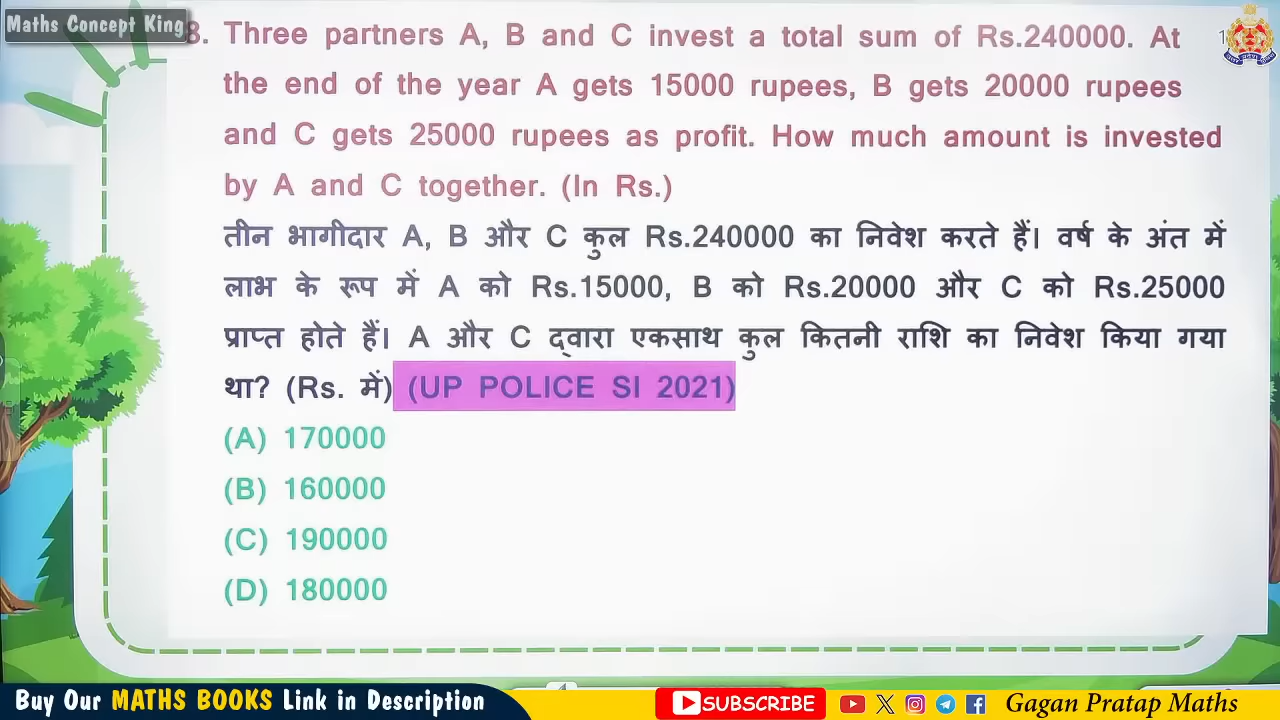 Maths Concept King
8. Three partners A, B and C invest a total sum of Rs.240000. At
the end of the year A gets 15000 rupees, B gets 20000 rupees
and C gets 25000 rupees as profit. How much amount is invested
by A and C together. (In Rs.)
तीन भागीदार A, B और C कुल Rs.240000 का निवेश करते हैं। वर्ष के अंत में
लाभ के रूप में A को Rs.15000, B को Rs.20000 और C को Rs.25000
प्राप्त होते हैं। A और C द्वारा एकसाथ कुल कितनी राशि का निवेश किया गया
था? (Rs. में) (UP POLICE SI 2021)
(A) 170000
(B) 160000
(C) 190000
(D) 180000
Buy Our MATHS BOOKS Link in Description
SUBSCRIBE
Gagan Pratap Maths